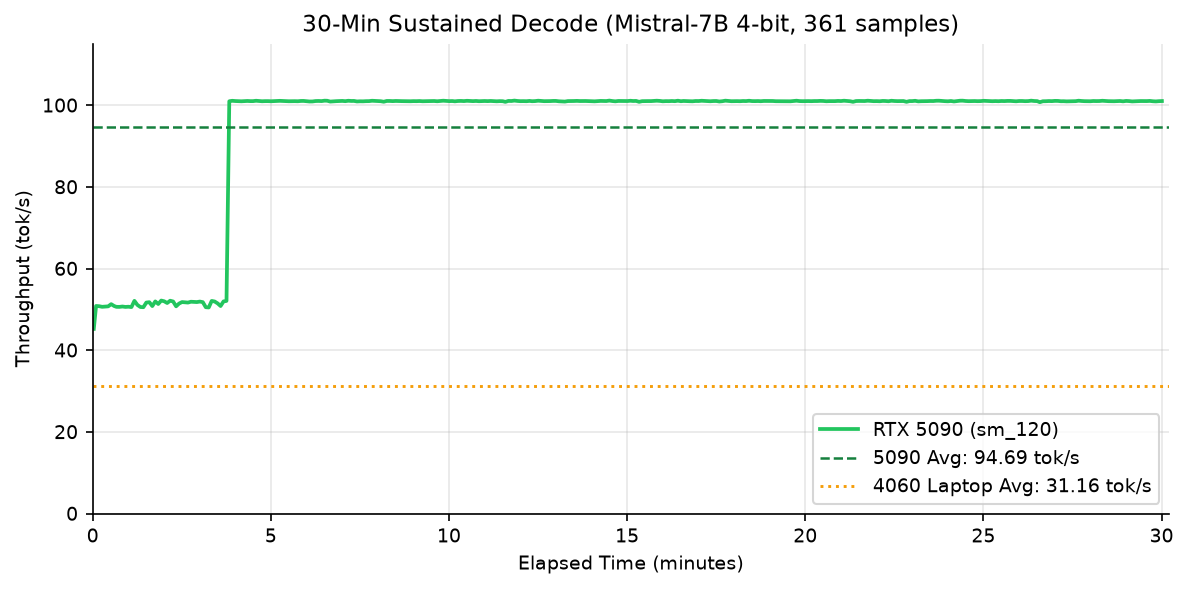 30-Min Sustained Decode (Mistral-7B 4-bit, 361 samples)
Throughput (tok/s)
100
80
60
40
20
0
0 5 10 15 20 25 30
Elapsed Time (minutes)
RTX 5090 (sm_120)
5090 Avg: 94.69 tok/s
4060 Laptop Avg: 31.16 tok/s